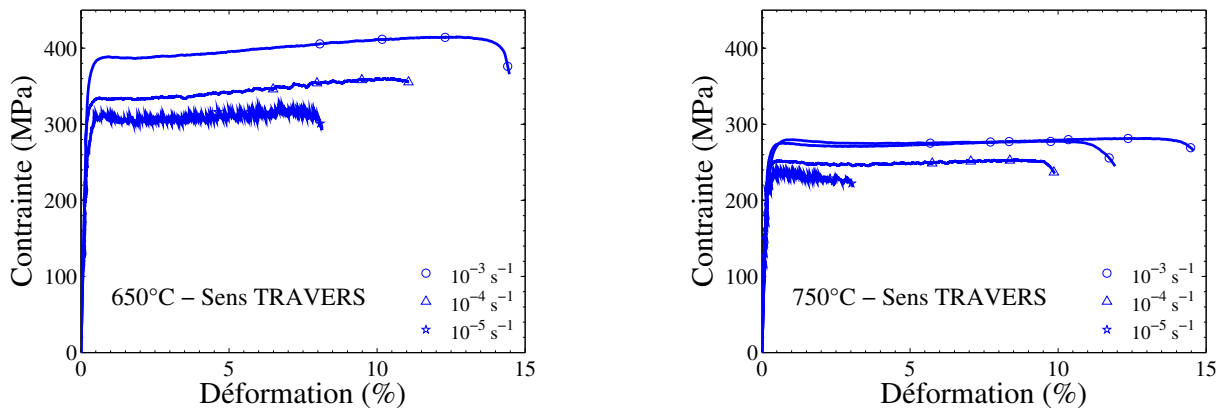 400
300
200
100
0
Contrainte (MPa)
650°C – Sens TRAVERS
10⁻³ s⁻¹
10⁻⁴ s⁻¹
10⁻⁵ s⁻¹
0 5 10 15
Déformation (%)
400
300
200
100
0
Contrainte (MPa)
750°C – Sens TRAVERS
10⁻³ s⁻¹
10⁻⁴ s⁻¹
10⁻⁵ s⁻¹
0 5 10 15
Déformation (%)